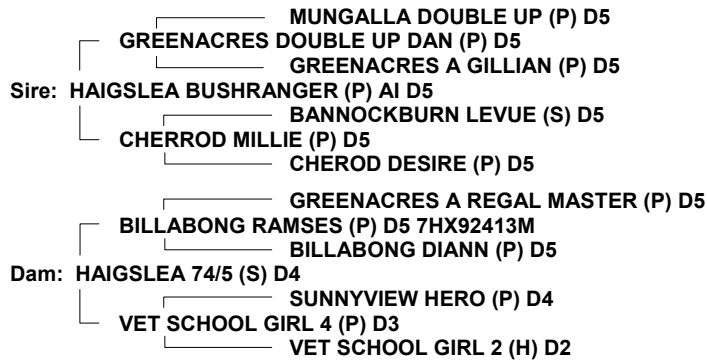 MUNGALLA DOUBLE UP (P) D5
GREENACRES DOUBLE UP DAN (P) D5
GREENACRES A GILLIAN (P) D5
Sire: HAIGSLEA BUSHRANGER (P) AI D5
BANNOCKBURN LEVUE (S) D5
CHERROD MILLIE (P) D5
CHEROD DESIRE (P) D5
GREENACRES A REGAL MASTER (P) D5
BILLABONG RAMSES (P) D5 7HX92413M
BILLABONG DIANN (P) D5
Dam: HAIGSLEA 74/5 (S) D4
SUNNYVIEW HERO (P) D4
VET SCHOOL GIRL 4 (P) D3
VET SCHOOL GIRL 2 (H) D2